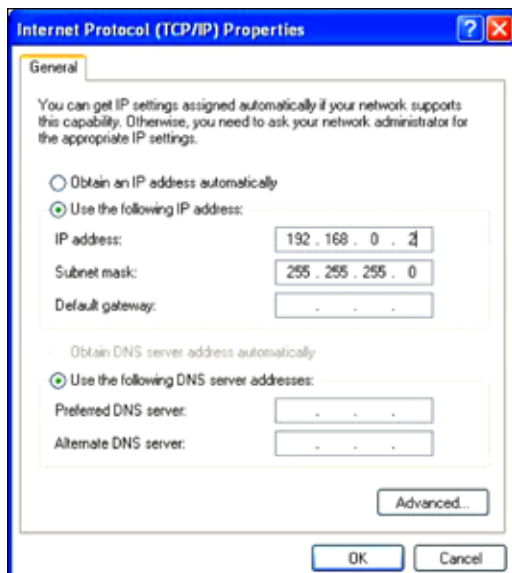 Internet Protocol (TCP/IP) Properties
General
You can get IP settings assigned automatically if your network supports
this capability. Otherwise, you need to ask your network administrator for
the appropriate IP settings.
Obtain an IP address automatically
Use the following IP address:
IP address: 192 . 168 . 0 . 2
Subnet mask: 255 . 255 . 255 . 0
Default gateway: . . .
Obtain DNS server address automatically
Use the following DNS server addresses:
Preferred DNS server: . . .
Alternate DNS server: . . .
Advanced...
OK Cancel